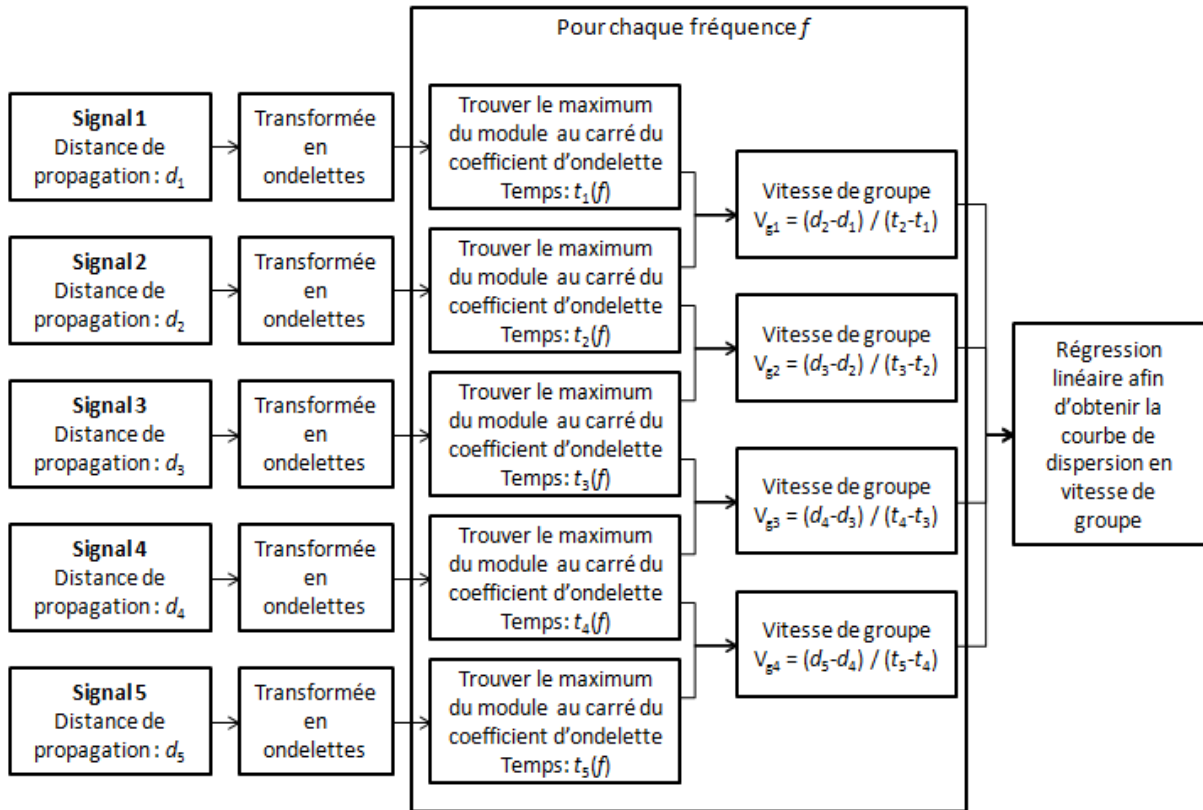 Pour chaque fréquence f
Signal 1
Distance de
propagation : d₁
Transformée
en
ondelettes
Trouver le maximum
du module au carré du
coefficient d'ondelette
Temps: t₁(f)
Signal 2
Distance de
propagation : d₂
Transformée
en
ondelettes
Trouver le maximum
du module au carré du
coefficient d'ondelette
Temps: t₂(f)
Signal 3
Distance de
propagation : d₃
Transformée
en
ondelettes
Trouver le maximum
du module au carré du
coefficient d'ondelette
Temps: t₃(f)
Signal 4
Distance de
propagation : d₄
Transformée
en
ondelettes
Trouver le maximum
du module au carré du
coefficient d'ondelette
Temps: t₄(f)
Signal 5
Distance de
propagation : d₅
Transformée
en
ondelettes
Trouver le maximum
du module au carré du
coefficient d'ondelette
Temps: t₅(f)
Vitesse de groupe
Vg₁ = (d₂-d₁) / (t₂-t₁)
Vitesse de groupe
Vg₂ = (d₃-d₂) / (t₃-t₂)
Vitesse de groupe
Vg₃ = (d₄-d₃) / (t₄-t₃)
Vitesse de groupe
Vg₄ = (d₅-d₄) / (t₅-t₄)
Régression
linéaire afin
d'obtenir la
courbe de
dispersion en
vitesse de
groupe